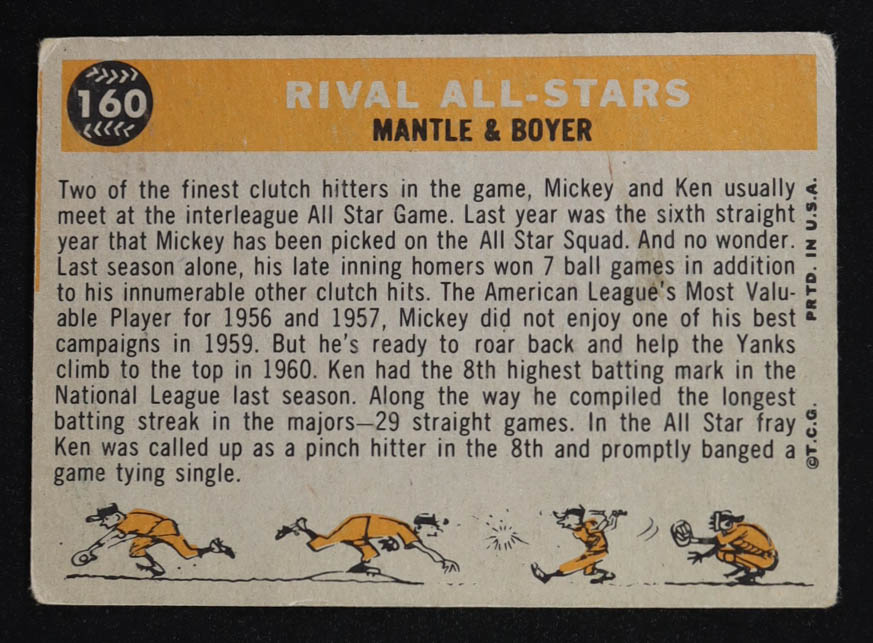 160
RIVAL ALL-STARS
MANTLE & BOYER
Two of the finest clutch hitters in the game, Mickey and Ken usually
meet at the interleague All Star Game. Last year was the sixth straight
year that Mickey has been picked on the All Star Squad. And no wonder.
Last season alone, his late inning homers won 7 ball games in addition
to his innumerable other clutch hits. The American League's Most Valu-
able Player for 1956 and 1957, Mickey did not enjoy one of his best
campaigns in 1959. But he's ready to roar back and help the Yanks
climb to the top in 1960. Ken had the 8th highest batting mark in the
National League last season. Along the way he compiled the longest
batting streak in the majors—29 straight games. In the All Star fray
Ken was called up as a pinch hitter in the 8th and promptly banged a
game tying single.
©T.C.G. PRTD. IN U.S.A.